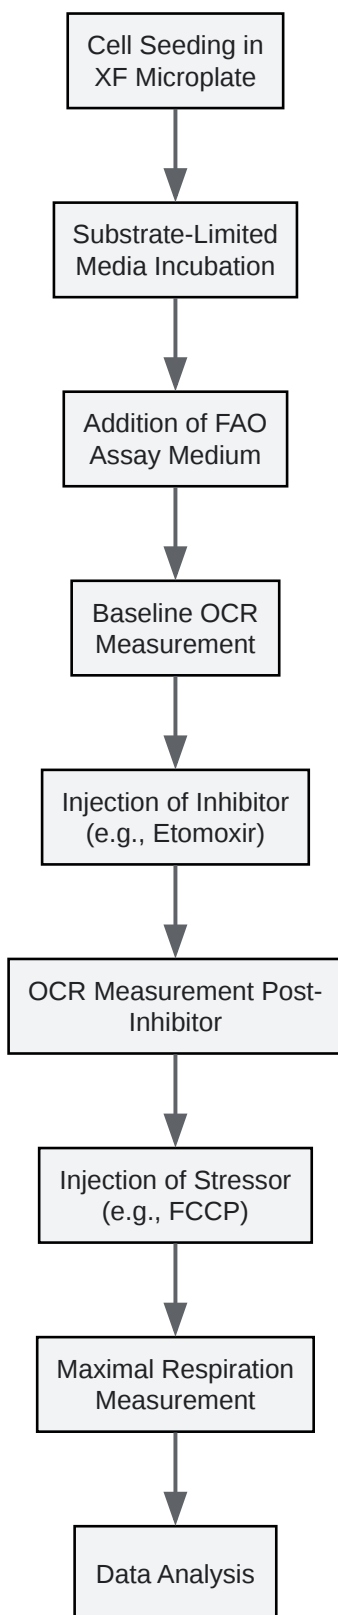 Cell Seeding in
XF Microplate
Substrate-Limited
Media Incubation
Addition of FAO
Assay Medium
Baseline OCR
Measurement
Injection of Inhibitor
(e.g., Etomoxir)
OCR Measurement Post-
Inhibitor
Injection of Stressor
(e.g., FCCP)
Maximal Respiration
Measurement
Data Analysis